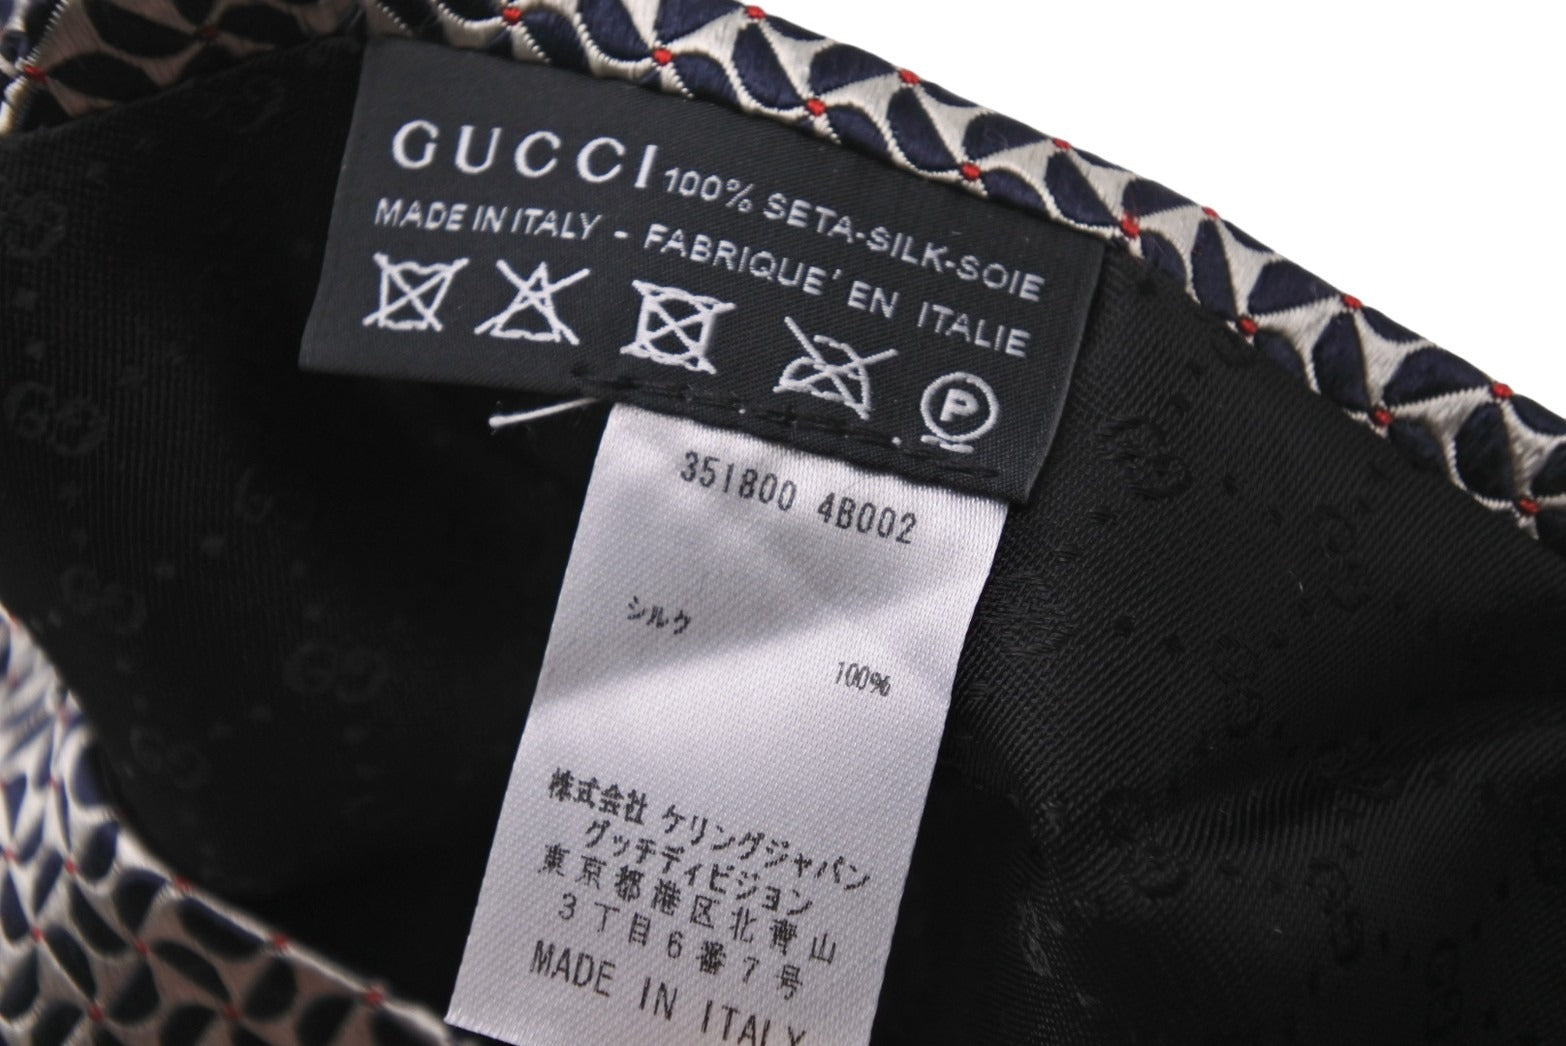 GUCCI 100% SETA-SILK-SOIE
MADE IN ITALY - FABRIQUE' EN ITALIE
P
351800 4B002
シルク
100%
株式会社 ケリングジャパン
グッチディビジョン
東京都港区北青山
3丁目6番7号
MADE IN ITALY